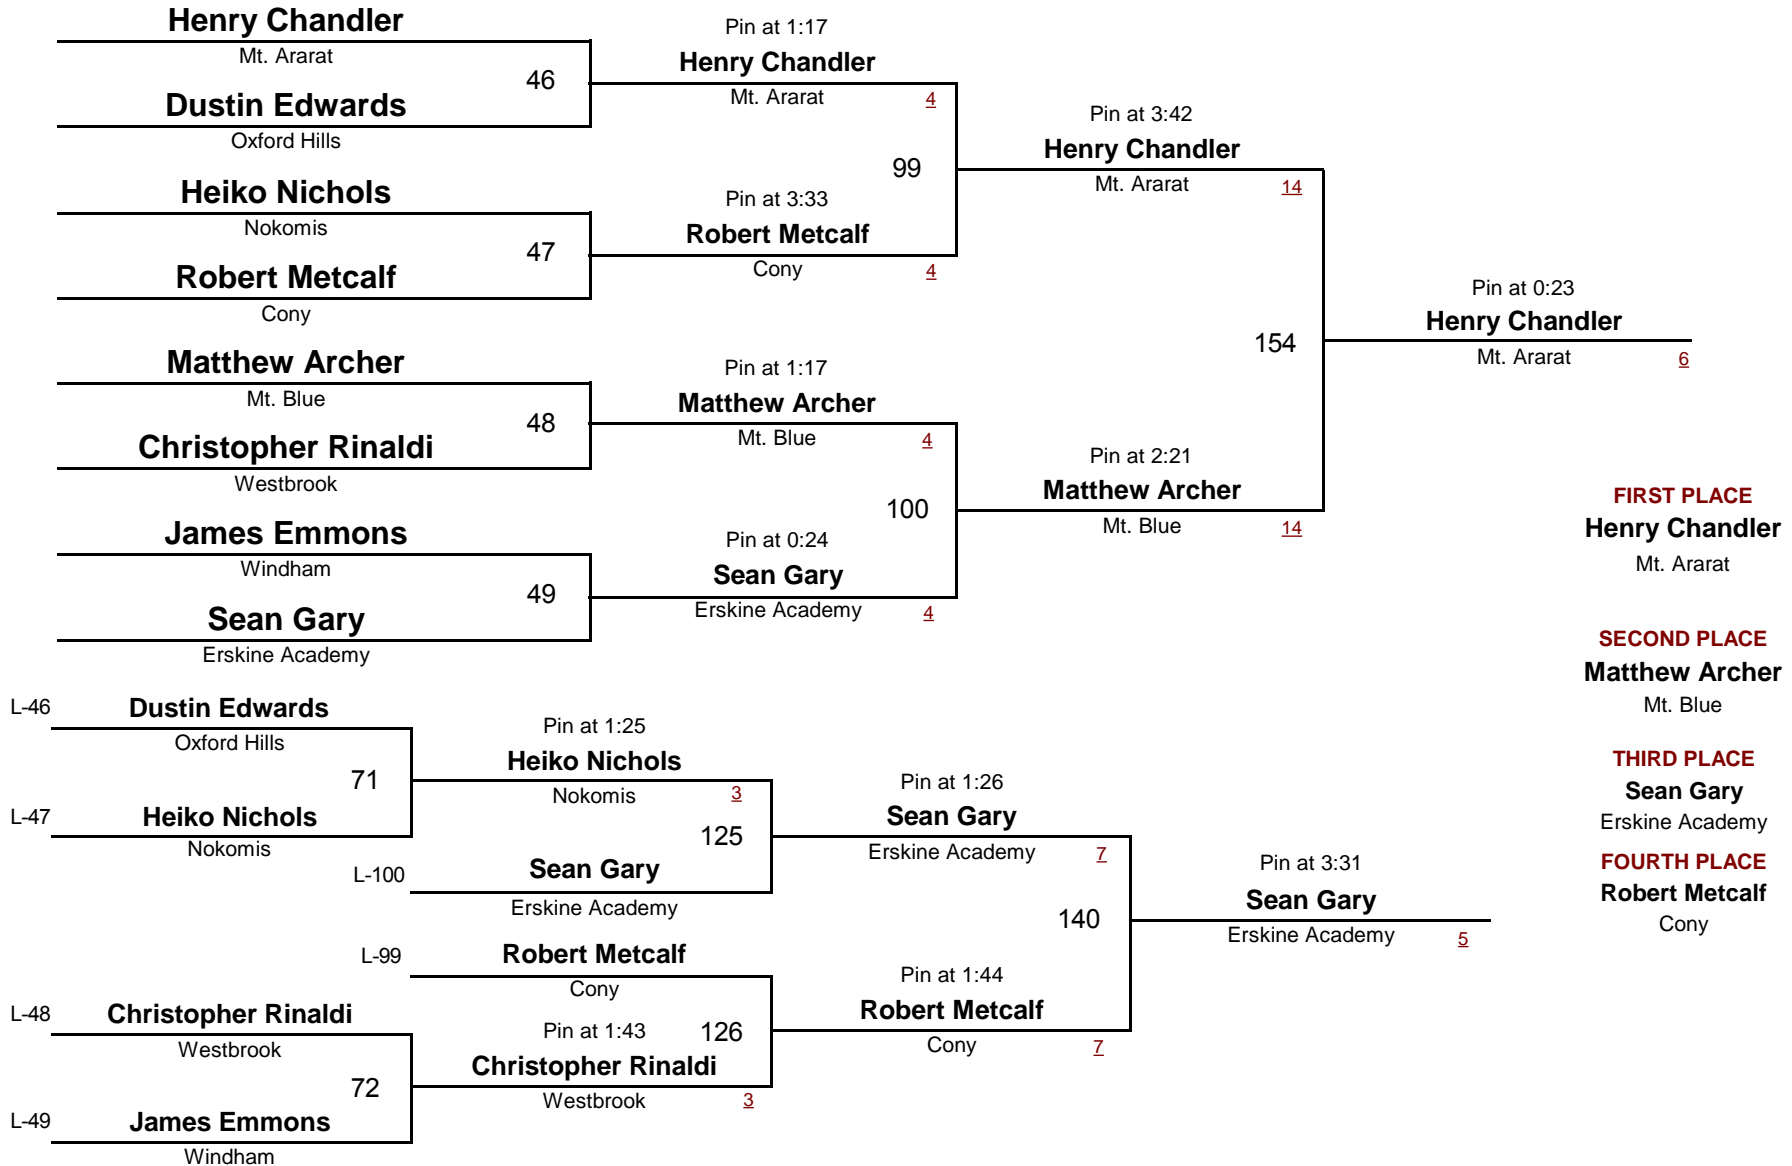 Henry Chandler
Mt. Ararat
46
Dustin Edwards
Oxford Hills
Heiko Nichols
Nokomis
47
Robert Metcalf
Cony
Matthew Archer
Mt. Blue
48
Christopher Rinaldi
Westbrook
James Emmons
Windham
49
Sean Gary
Erskine Academy
Pin at 1:17
Henry Chandler
Mt. Ararat
4
99
Pin at 3:33
Robert Metcalf
Cony
4
Pin at 1:17
Matthew Archer
Mt. Blue
4
100
Pin at 0:24
Sean Gary
Erskine Academy
4
Pin at 3:42
Henry Chandler
Mt. Ararat
14
154
Pin at 2:21
Matthew Archer
Mt. Blue
14
Pin at 0:23
Henry Chandler
Mt. Ararat
6
L-46
Dustin Edwards
Oxford Hills
71
L-47
Heiko Nichols
Nokomis
L-48
Christopher Rinaldi
Westbrook
72
L-49
James Emmons
Windham
Pin at 1:25
Heiko Nichols
Nokomis
3
125
L-100
Sean Gary
Erskine Academy
L-99
Robert Metcalf
Cony
126
Pin at 1:43
Christopher Rinaldi
Westbrook
3
Pin at 1:26
Sean Gary
Erskine Academy
7
140
Pin at 1:44
Robert Metcalf
Cony
7
Pin at 3:31
Sean Gary
Erskine Academy
5
FIRST PLACE
Henry Chandler
Mt. Ararat
SECOND PLACE
Matthew Archer
Mt. Blue
THIRD PLACE
Sean Gary
Erskine Academy
FOURTH PLACE
Robert Metcalf
Cony